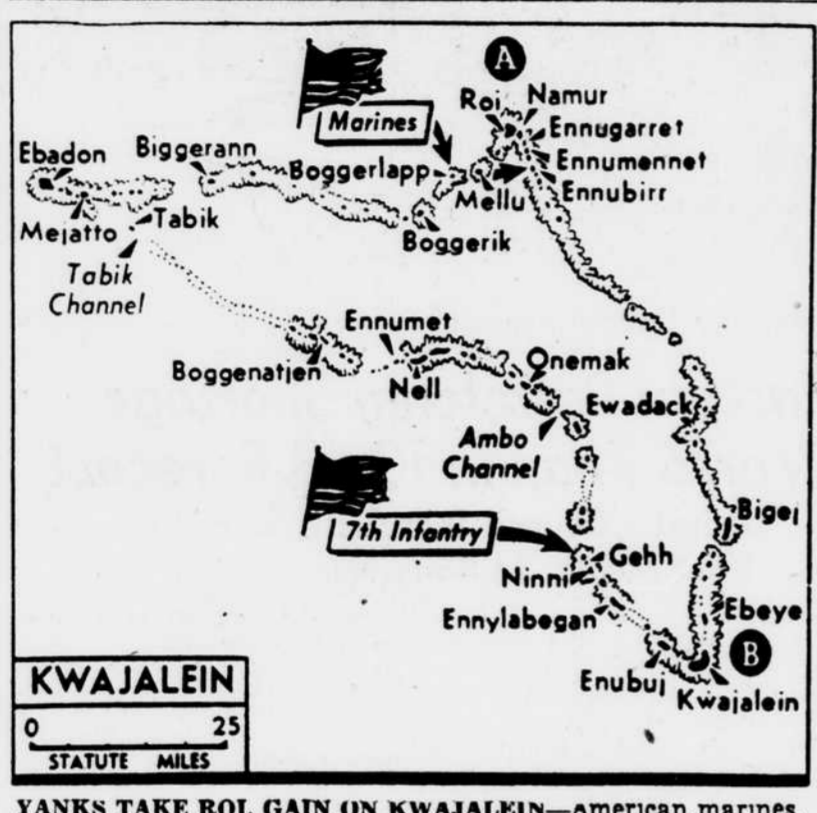 A
Roi
Namur
Marines
Ennugarret
Ebadon
Biggerann
Boggerlapp
Ennumennet
Mellu
Ennubirr
Mejatto
Tabik
Boggerik
Tabik
Channel
Ennumet
Boggenatjen
Nell
Onemak
Ewadack
Ambo
Channel
Bigej
7th Infantry
Gehh
Ninni
Ennylabegan
Ebeye
B
Enubuj
Kwajalein
KWAJALEIN
0 25
STATUTE MILES
YANKS TAKE ROI, GAIN ON KWAJALEIN—American marines